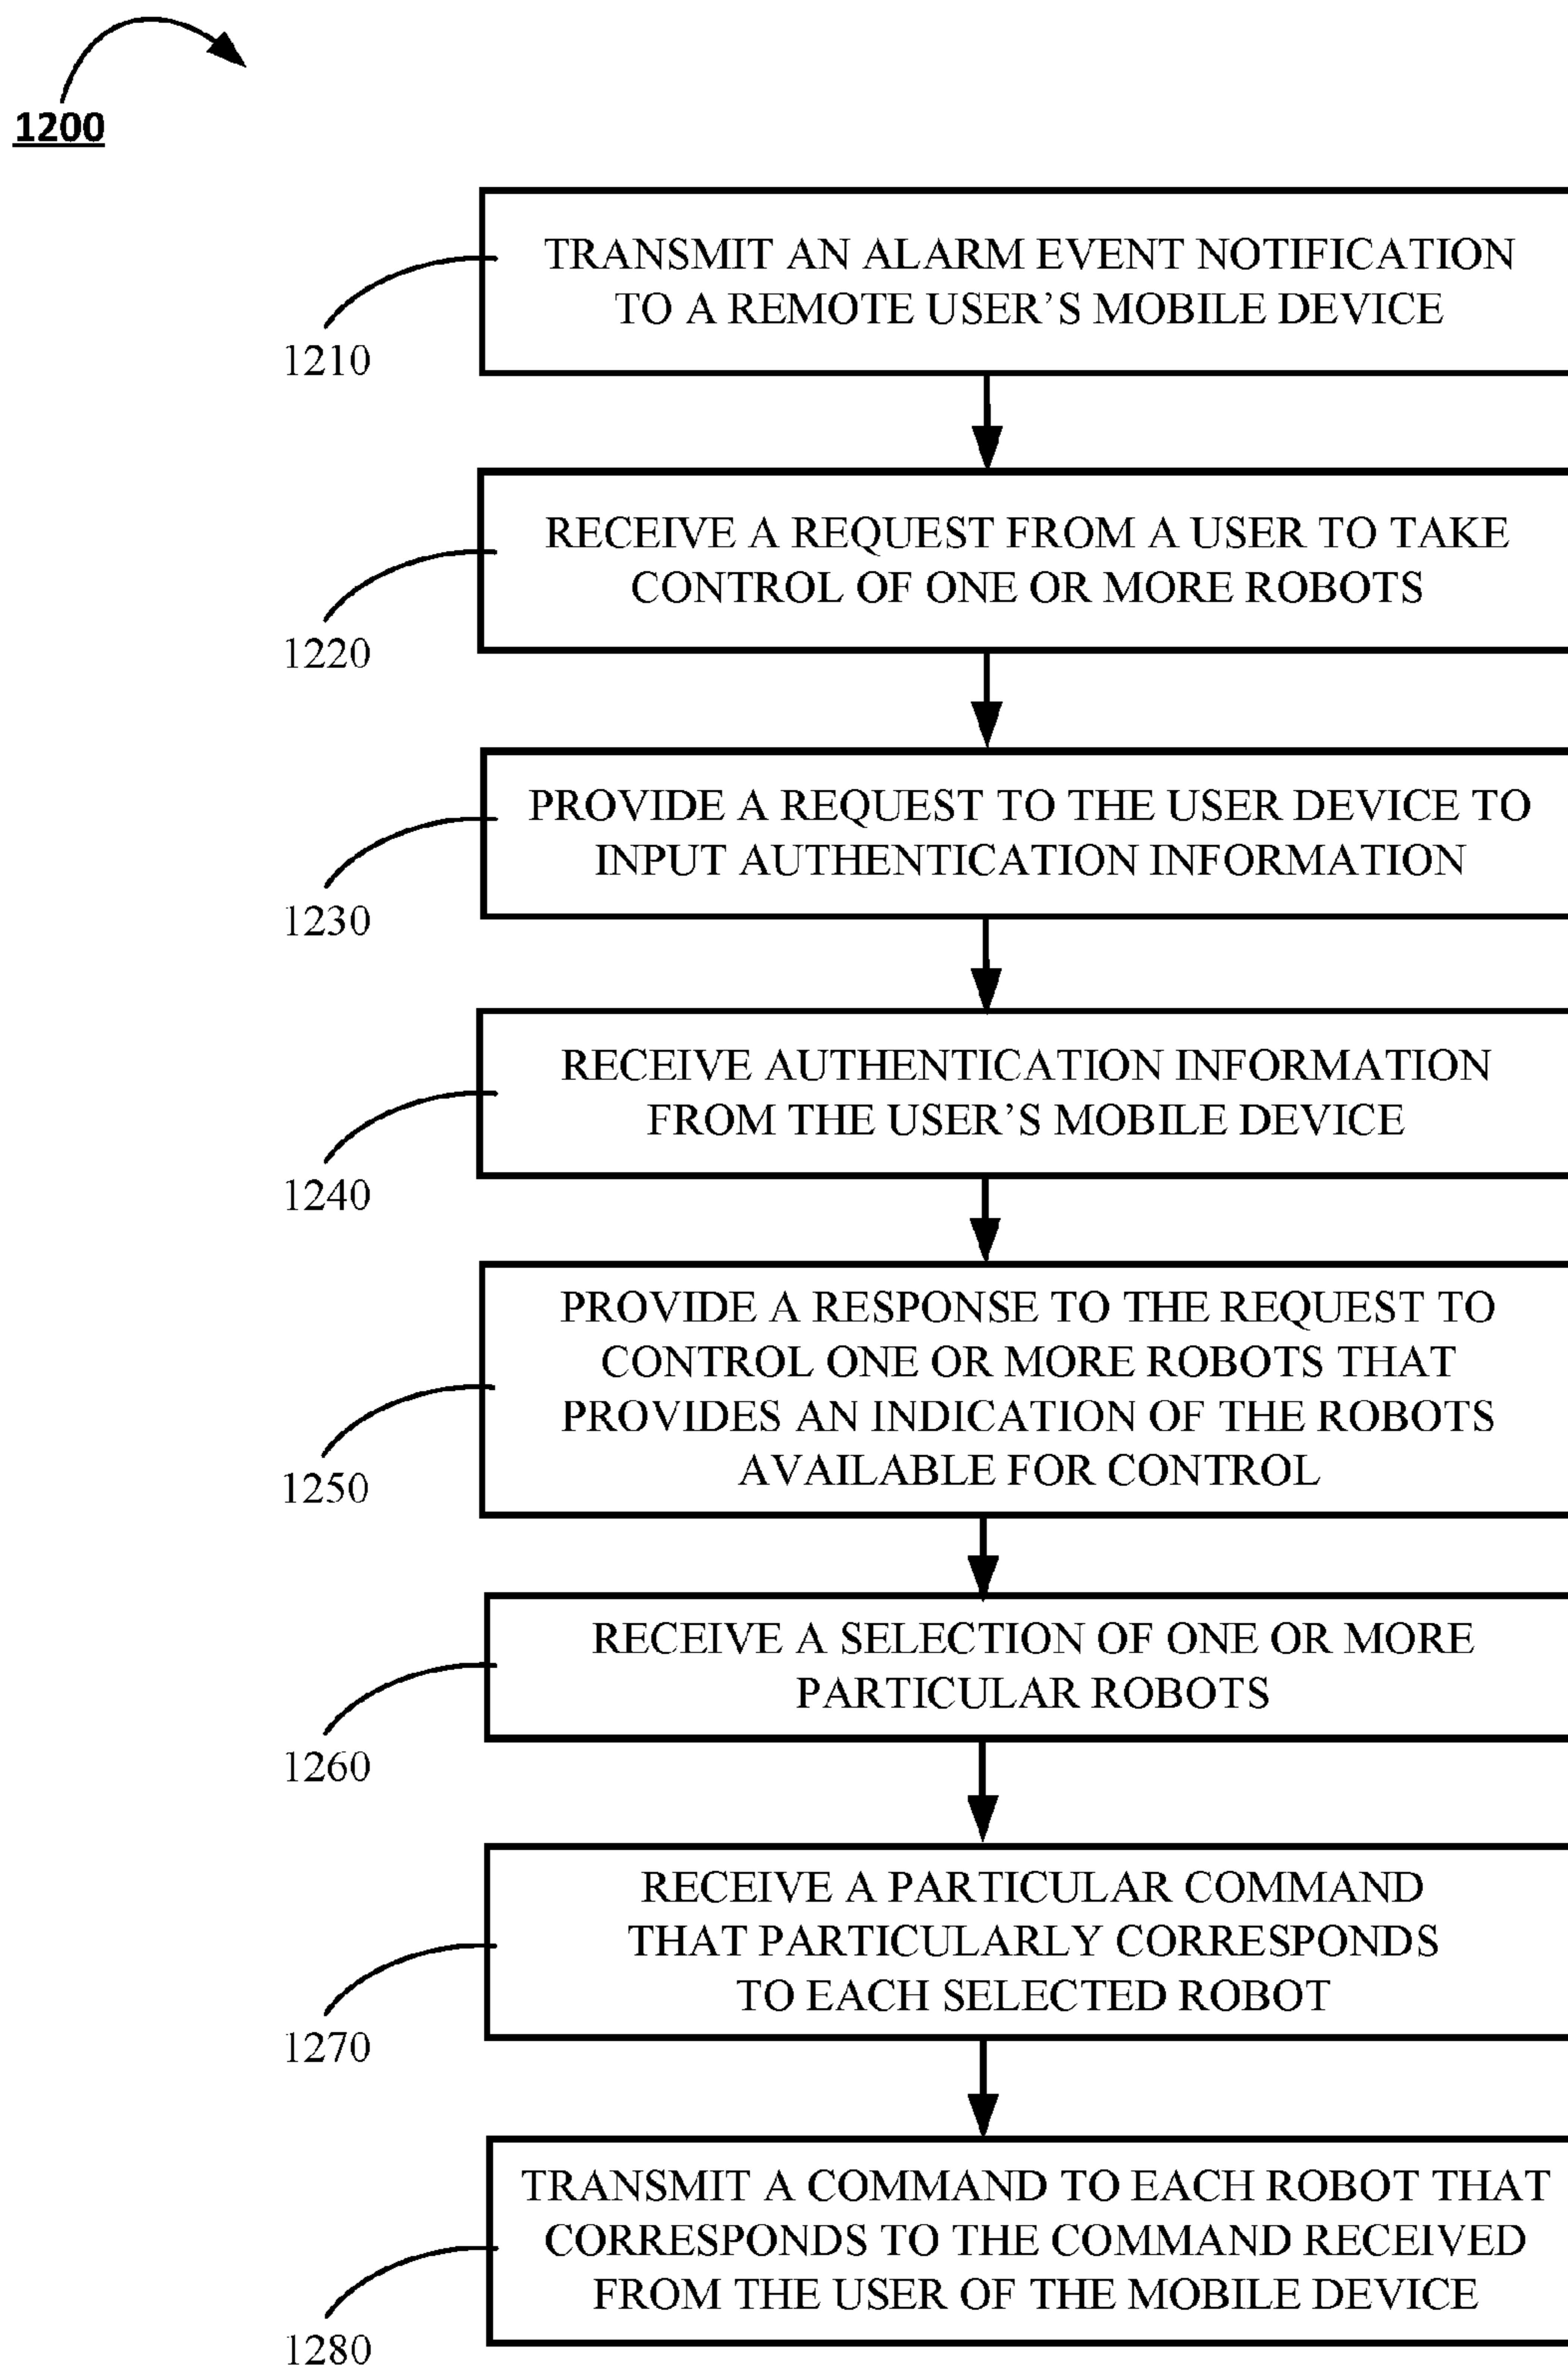 1200
TRANSMIT AN ALARM EVENT NOTIFICATION
TO A REMOTE USER’S MOBILE DEVICE
1210
RECEIVE A REQUEST FROM A USER TO TAKE
CONTROL OF ONE OR MORE ROBOTS
1220
PROVIDE A REQUEST TO THE USER DEVICE TO
INPUT AUTHENTICATION INFORMATION
1230
RECEIVE AUTHENTICATION INFORMATION
FROM THE USER’S MOBILE DEVICE
1240
PROVIDE A RESPONSE TO THE REQUEST TO
CONTROL ONE OR MORE ROBOTS THAT
PROVIDES AN INDICATION OF THE ROBOTS
AVAILABLE FOR CONTROL
1250
RECEIVE A SELECTION OF ONE OR MORE
PARTICULAR ROBOTS
1260
RECEIVE A PARTICULAR COMMAND
THAT PARTICULARLY CORRESPONDS
TO EACH SELECTED ROBOT
1270
TRANSMIT A COMMAND TO EACH ROBOT THAT
CORRESPONDS TO THE COMMAND RECEIVED
FROM THE USER OF THE MOBILE DEVICE
1280